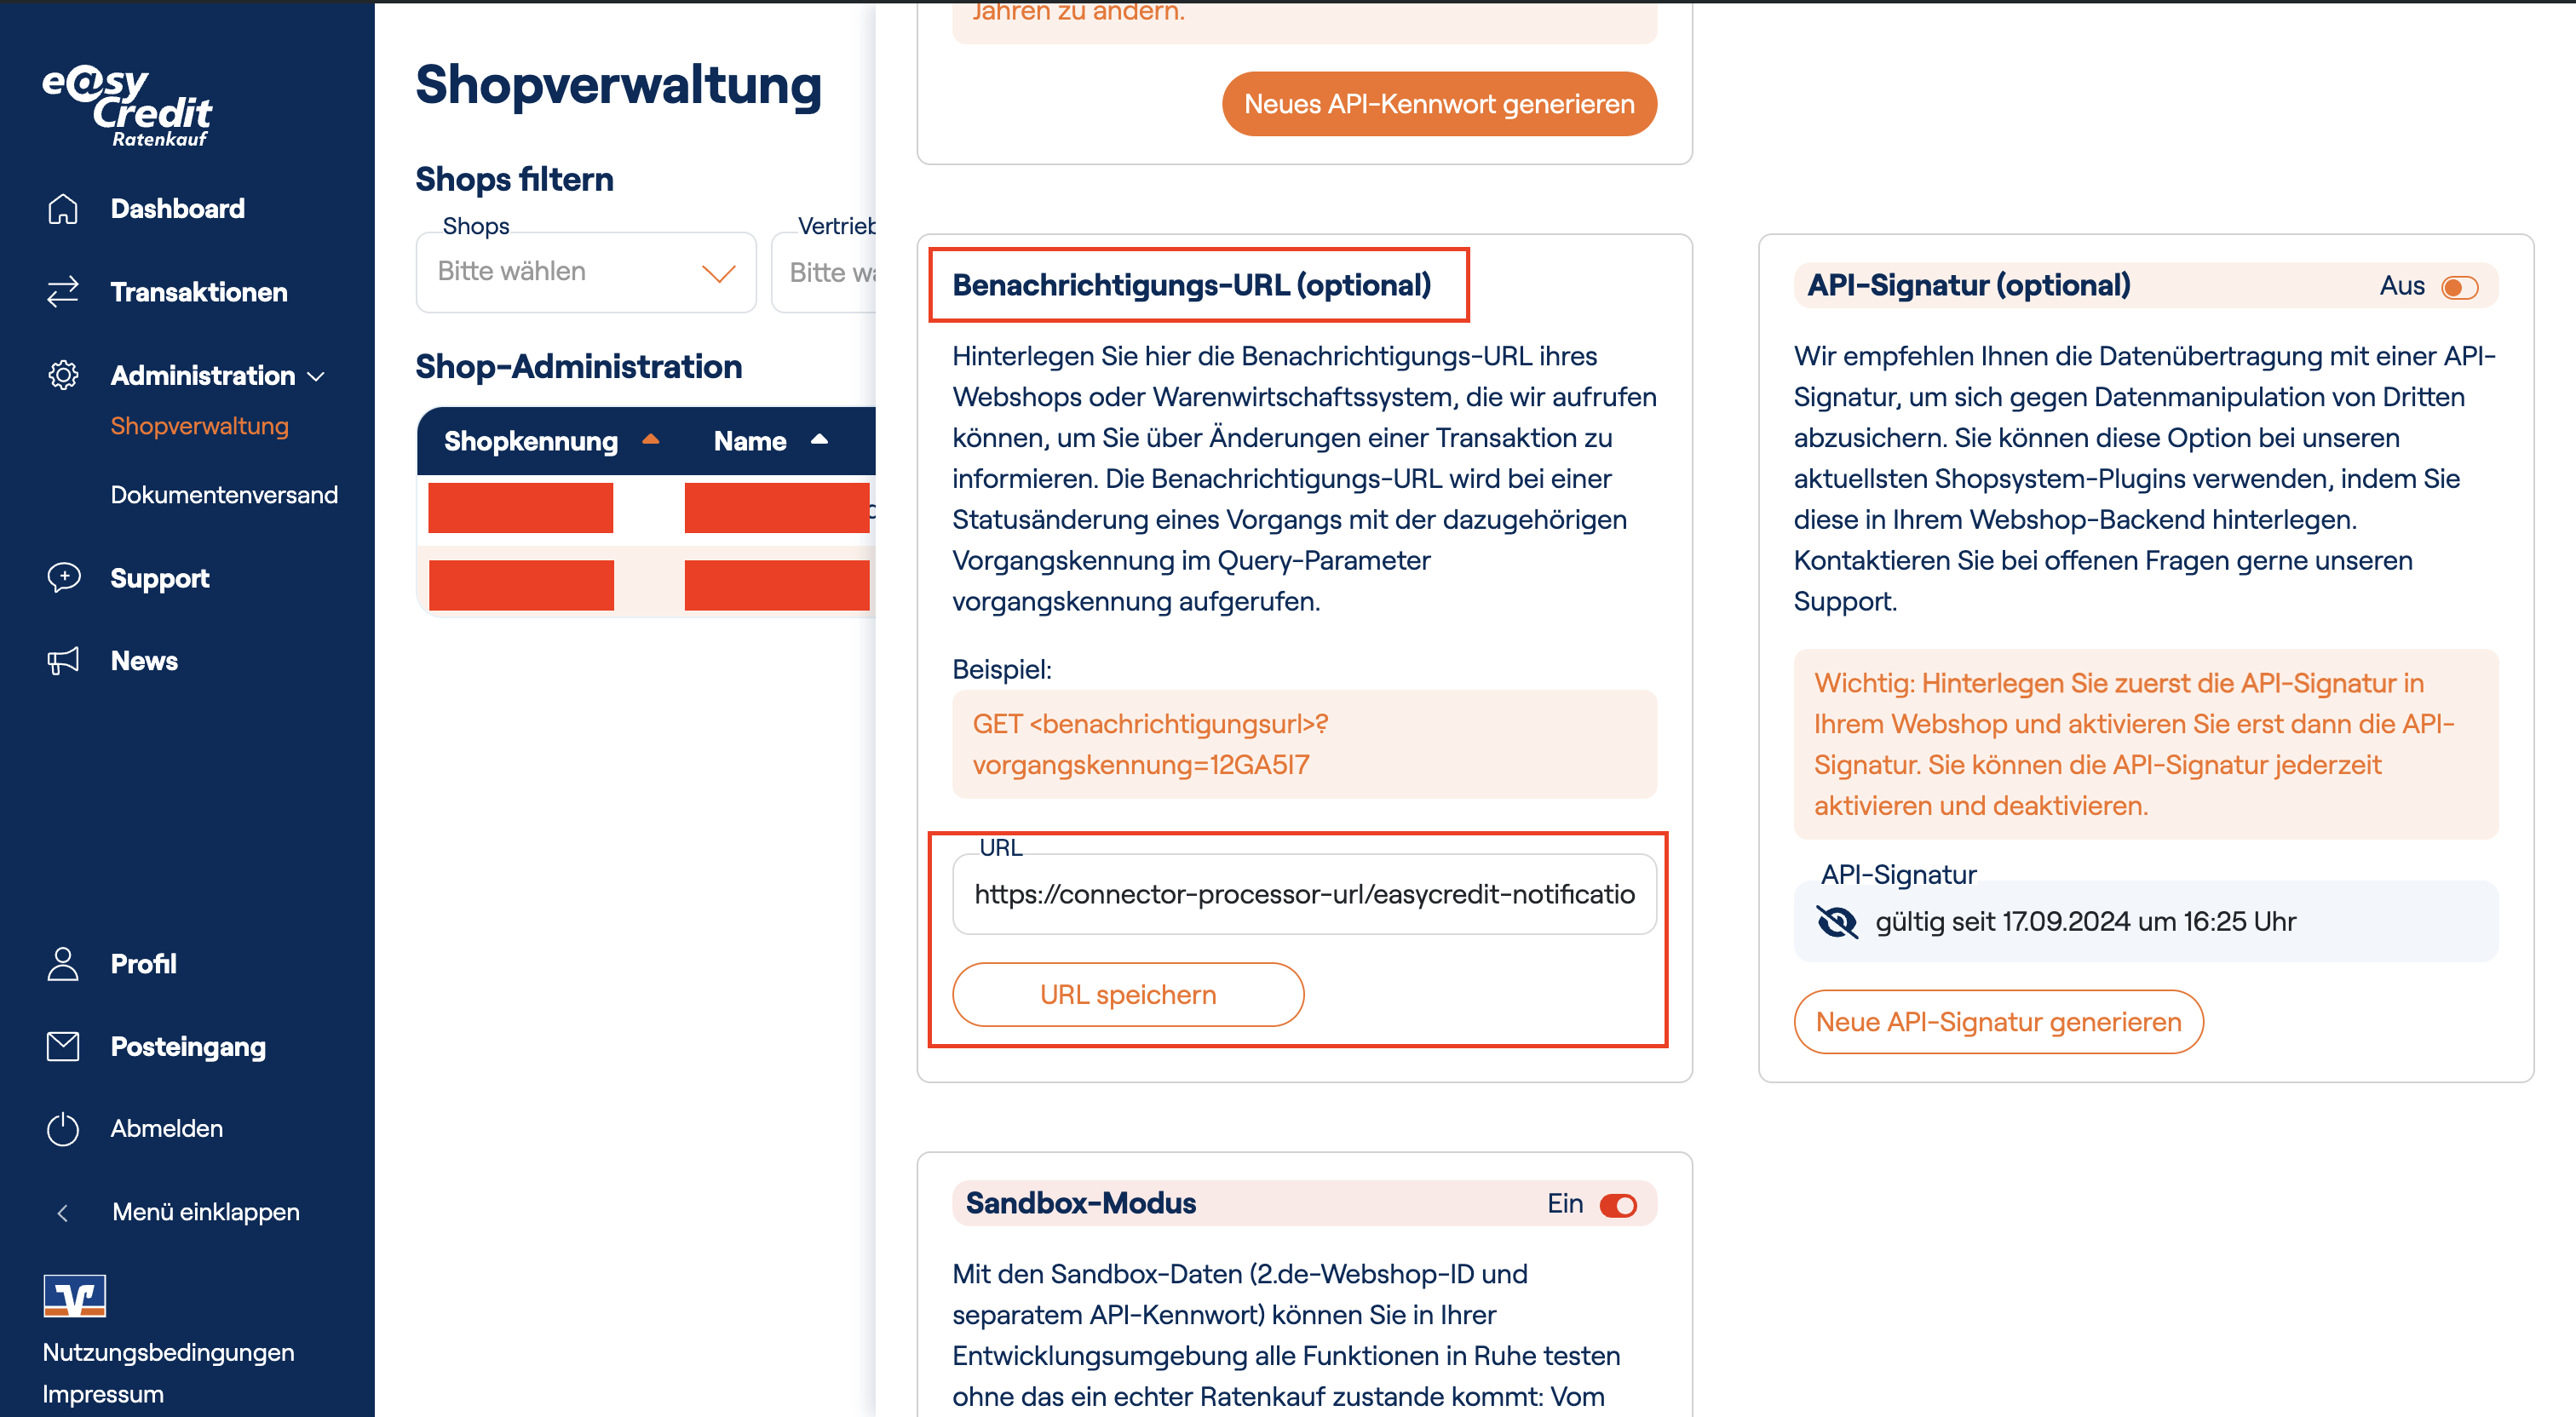 e@sy
Credit
Ratenkauf
Dashboard
Transaktionen
Administration
Shopverwaltung
Dokumentenversand
Support
News
Profil
Posteingang
Abmelden
Menü einklappen
Nutzungsbedingungen
Impressum
Shopverwaltung
Shops filtern
Shops
Bitte wählen
Vertrieb
Bitte wä
Shop-Administration
Shopkennung
Name
Jahren zu ändern.
Neues API-Kennwort generieren
Benachrichtigungs-URL (optional)
Hinterlegen Sie hier die Benachrichtigungs-URL ihres
Webshops oder Warenwirtschaftssystem, die wir aufrufen
können, um Sie über Änderungen einer Transaktion zu
informieren. Die Benachrichtigungs-URL wird bei einer
Statusänderung eines Vorgangs mit der dazugehörigen
Vorgangskennung im Query-Parameter
vorgangskennung aufgerufen.
Beispiel:
GET <benachrichtigungsurl>?
vorgangskennung=12GA5I7
URL
https://connector-processor-url/easycredit-notificatio
URL speichern
API-Signatur (optional)
Aus
Wir empfehlen Ihnen die Datenübertragung mit einer API-
Signatur, um sich gegen Datenmanipulation von Dritten
abzusichern. Sie können diese Option bei unseren
aktuellsten Shopsystem-Plugins verwenden, indem Sie
diese in Ihrem Webshop-Backend hinterlegen.
Kontaktieren Sie bei offenen Fragen gerne unseren
Support.
Wichtig: Hinterlegen Sie zuerst die API-Signatur in
Ihrem Webshop und aktivieren Sie erst dann die API-
Signatur. Sie können die API-Signatur jederzeit
aktivieren und deaktivieren.
API-Signatur
gültig seit 17.09.2024 um 16:25 Uhr
Neue API-Signatur generieren
Sandbox-Modus
Ein
Mit den Sandbox-Daten (2.de-Webshop-ID und
separatem API-Kennwort) können Sie in Ihrer
Entwicklungsumgebung alle Funktionen in Ruhe testen
ohne das ein echter Ratenkauf zustande kommt: Vom